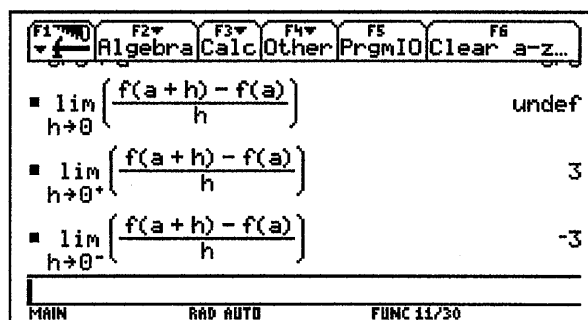 F1 F2 F3 F4 F5 F6
Algebra Calc Other PrgmIO Clear a-z…
lim h→0 (f(a + h) - f(a) / h) undef
lim h→0⁺ (f(a + h) - f(a) / h) 3
lim h→0⁻ (f(a + h) - f(a) / h) -3
MAIN RAD AUTO FUNC 11/30